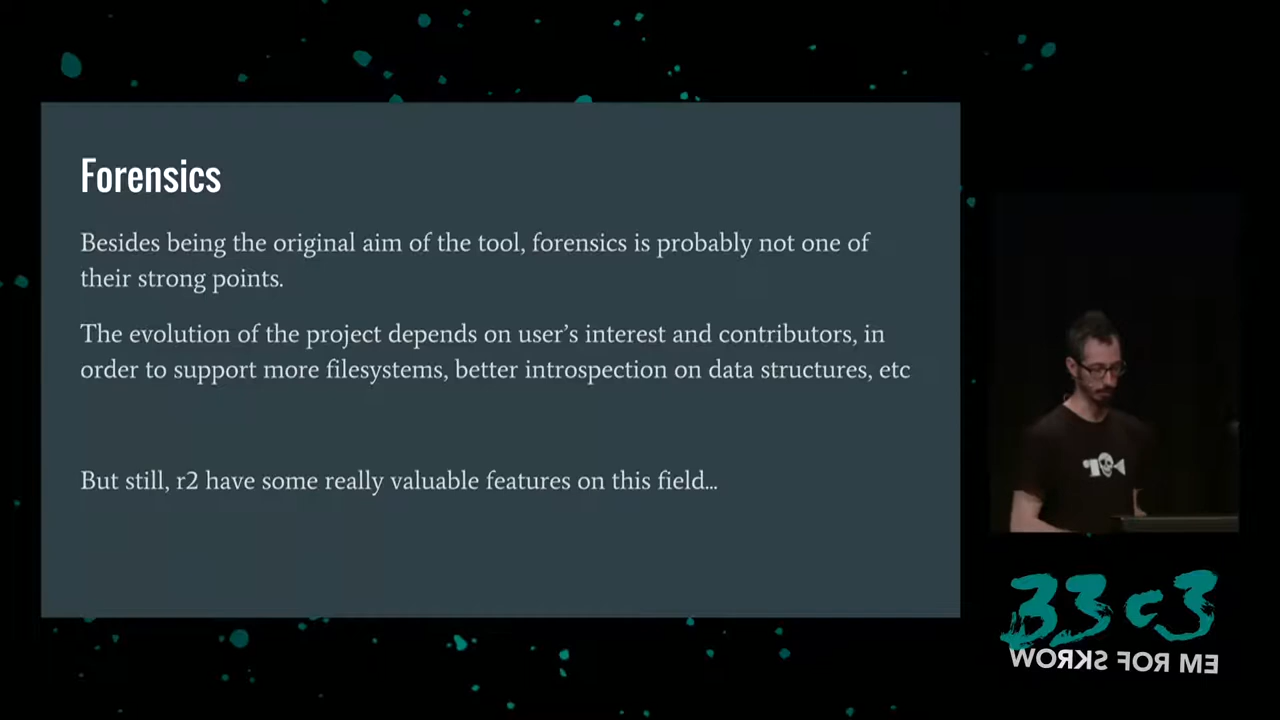 Forensics
Besides being the original aim of the tool, forensics is probably not one of
their strong points.
The evolution of the project depends on user’s interest and contributors, in
order to support more filesystems, better introspection on data structures, etc
But still, r2 have some really valuable features on this field...
33c3
WORKS FOR ME